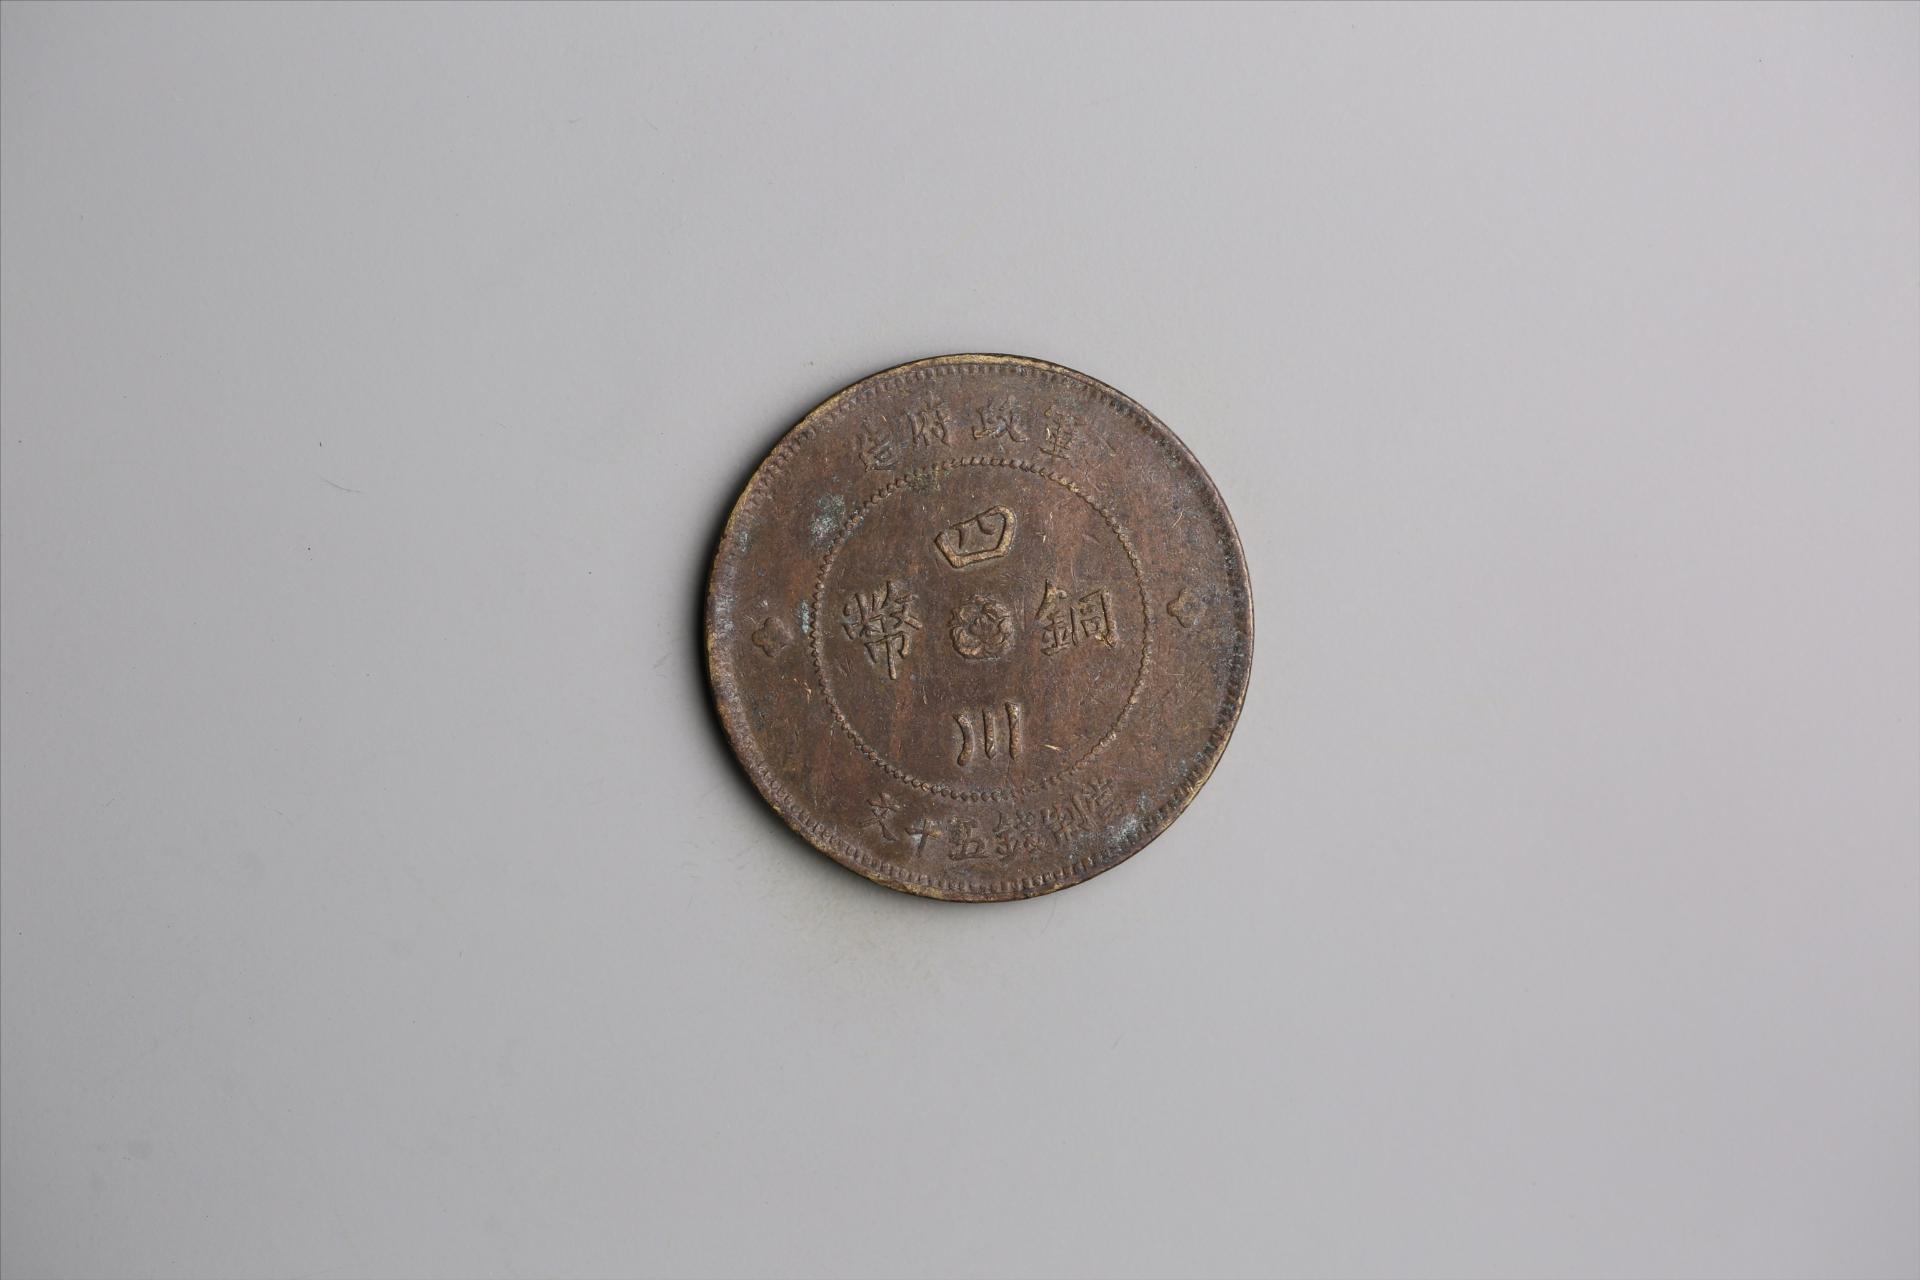 軍政府造
四川
銅幣
當制錢五十文